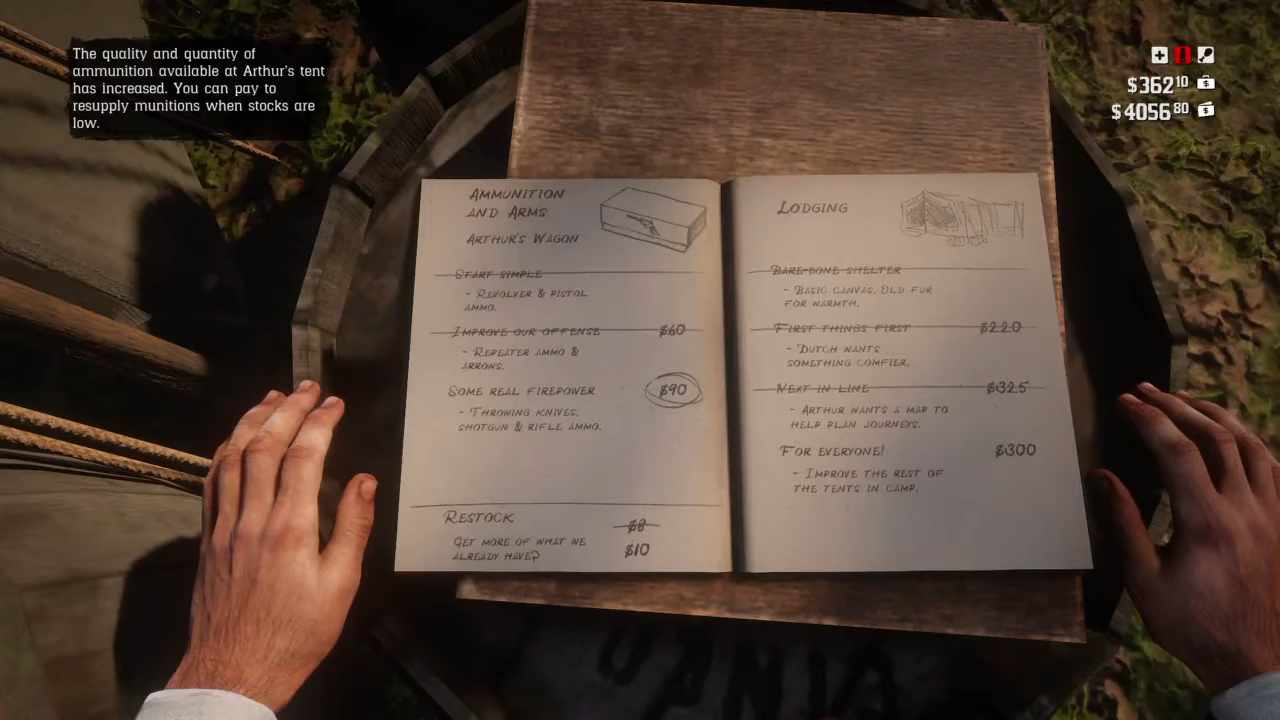 The quality and quantity of
ammunition available at Arthur's tent
has increased. You can pay to
resupply munitions when stocks are
low.
$362 10
$4056 80
AMMUNITION
AND ARMS
ARTHUR'S WAGON
START SIMPLE
- REVOLVER & PISTOL
AMMO.
IMPROVE OUR OFFENSE $60
- REPEATER AMMO &
ARROWS.
SOME REAL FIREPOWER $90
- THROWING KNIVES,
SHOTGUN & RIFLE AMMO.
RESTOCK $8
GET MORE OF WHAT WE $10
ALREADY HAVE?
LODGING
BARE-BONE SHELTER
- BASIC CANVAS, OLD FUR
FOR WARMTH.
FIRST THINGS FIRST $220
- DUTCH WANTS
SOMETHING COMFIER.
NEXT IN LINE $325
- ARTHUR WANTS A MAP TO
HELP PLAN JOURNEYS.
FOR EVERYONE! $300
- IMPROVE THE REST OF
THE TENTS IN CAMP.